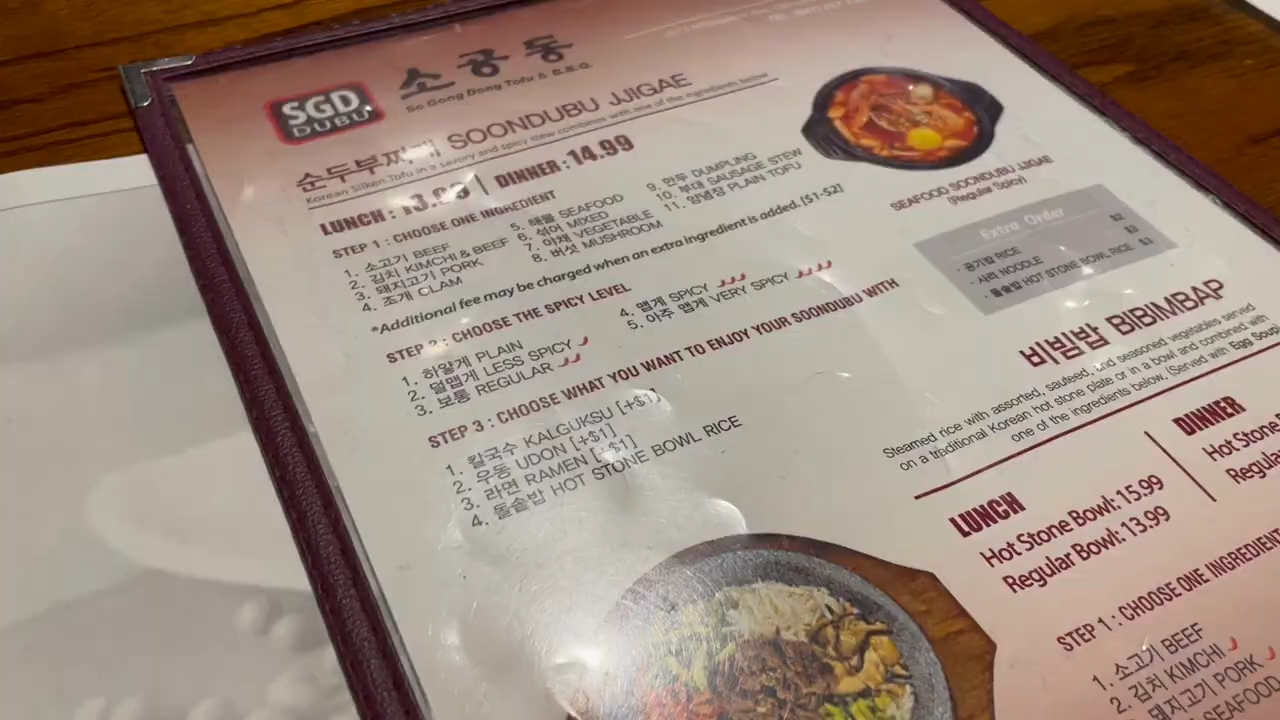 SGD
DUBU
소공동
So Gong Dong Tofu & B.B.Q.
순두부찌개 SOONDUBU JJIGAE
Korean Silken Tofu in a savory and spicy stew combines with one of the ingredients below
LUNCH : 13.99 | DINNER : 14.99
STEP 1 : CHOOSE ONE INGREDIENT
1. 소고기 BEEF
2. 김치 KIMCHI & BEEF
3. 돼지고기 PORK
4. 조개 CLAM
5. 해물 SEAFOOD
6. 섞어 MIXED
7. 야채 VEGETABLE
8. 버섯 MUSHROOM
9. 만두 DUMPLING
10. 부대 SAUSAGE STEW
11. 양념장 PLAIN TOFU
*Additional fee may be charged when an extra ingredient is added. [$1-$2]
STEP 2 : CHOOSE THE SPICY LEVEL
1. 하얗게 PLAIN
2. 덜맵게 LESS SPICY
3. 보통 REGULAR
4. 맵게 SPICY
5. 아주 맵게 VERY SPICY
STEP 3 : CHOOSE WHAT YOU WANT TO ENJOY YOUR SOONDUBU WITH
1. 칼국수 KALGUKSU [+$1]
2. 우동 UDON [+$1]
3. 라면 RAMEN [+$1]
4. 돌솥밥 HOT STONE BOWL RICE
SEAFOOD SOONDUBU JJIGAE
(Regular Spicy)
Extra Order
· 공기밥 RICE $2
· 사리 NOODLE $3
· 돌솥밥 HOT STONE BOWL RICE $3
비빔밥 BIBIMBAP
Steamed rice with assorted, sauteed, and seasoned vegetables served
on a traditional Korean hot stone plate or in a bowl and combined with
one of the ingredients below. (Served with Egg Soup
LUNCH
Hot Stone Bowl: 15.99
Regular Bowl: 13.99
DINNER
Hot Stone
Regular
STEP 1 : CHOOSE ONE INGREDIENT
1. 소고기 BEEF
2. 김치 KIMCHI
돼지고기 PORK
SEAFOOD